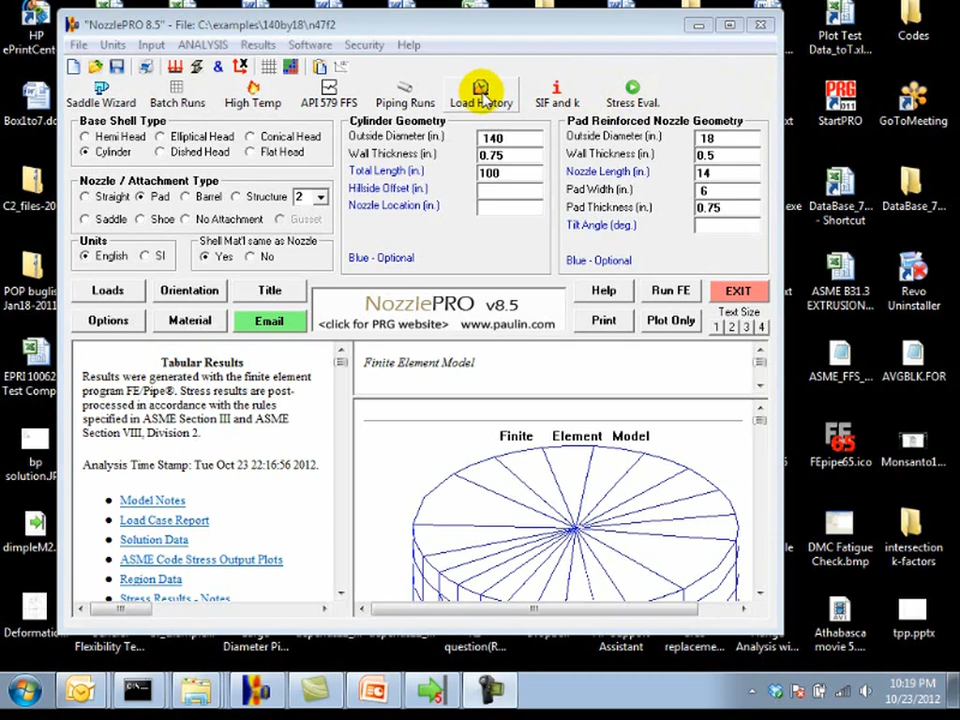 "NozzlePRO 8.5" - File: C:\examples\140by18\n47f2
File Units Input ANALYSIS Results Software Security Help
Saddle Wizard Batch Runs High Temp API 579 FFS Piping Runs Load History SIF and k Stress Eval.
Base Shell Type
Hemi Head Elliptical Head Conical Head
Cylinder Dished Head Flat Head
Nozzle / Attachment Type
Straight Pad Barrel Structure 2
Saddle Shoe No Attachment Gusset
Units
English SI
Shell Mat'l same as Nozzle
Yes No
Cylinder Geometry
Outside Diameter (in.) 140
Wall Thickness (in.) 0.75
Total Length (in.) 100
Hillside Offset (in.)
Nozzle Location (in.)
Blue - Optional
Pad Reinforced Nozzle Geometry
Outside Diameter (in.) 18
Wall Thickness (in.) 0.5
Nozzle Length (in.) 14
Pad Width (in.) 6
Pad Thickness (in.) 0.75
Tilt Angle (deg.)
Blue - Optional
Loads Orientation Title
Options Material Email
NozzlePRO v8.5
<click for PRG website> www.paulin.com
Help Run FE EXIT
Print Plot Only
Text Size
1 2 3 4
Tabular Results
Results were generated with the finite element
program FE/Pipe®. Stress results are post-
processed in accordance with the rules
specified in ASME Section III and ASME
Section VIII, Division 2.
Analysis Time Stamp: Tue Oct 23 22:16:56 2012.
Model Notes
Load Case Report
Solution Data
ASME Code Stress Output Plots
Region Data
Stress Results - Notes
Finite Element Model
Finite Element Model
HP
ePrintCent
Box1to7.do
C2_files-20
POP buglis
Jan18-2011
EPRI 10062
Test Comp
bp
solution.JP
dimpleM2.
Deformatio
Plot Test
Data_toT.xl...
Codes
StartPRO
GoToMeeting
.exe
DataBase_7...
- Shortcut
DataBase_7...
ASME B31.3
EXTRUSION...
Revo
Uninstaller
ASME_FFS_...
AVGBLK.FOR
FEpipe65.ico
Monsanto1...
DMC Fatigue
Check.bmp
intersection
k-factors
Athabasca
movie 5....
tpp.pptx
Flexibility Te...
Diameter Pi...
question(R...
Assistant
replaceme...
Analysis wi...
10:19 PM
10/23/2012